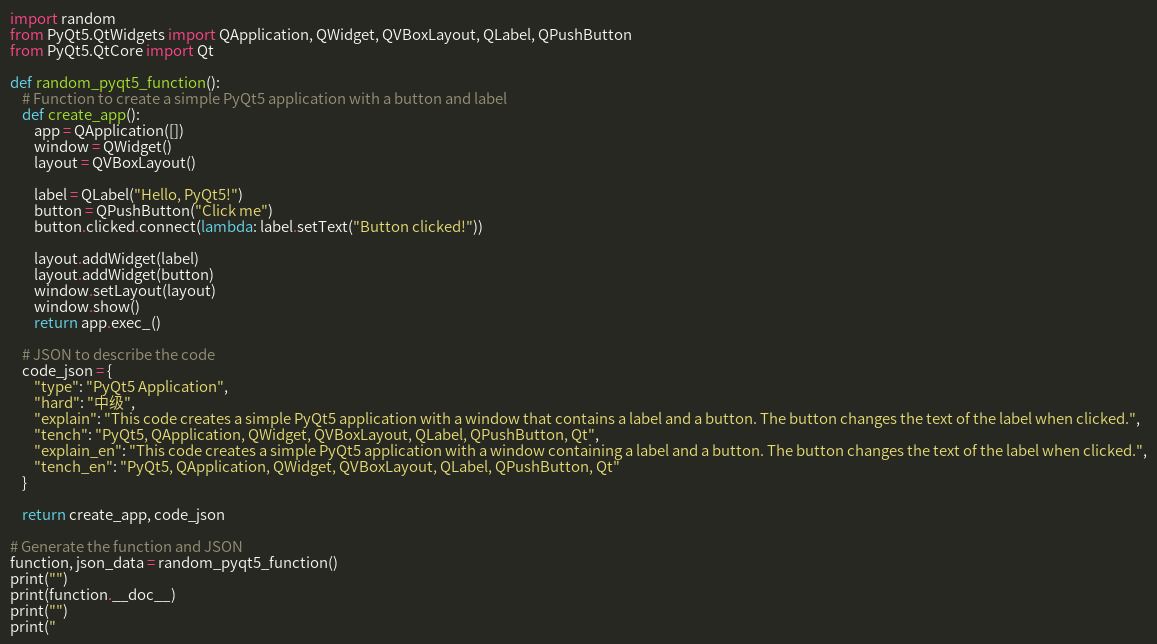 import random
from PyQt5.QtWidgets import QApplication, QWidget, QVBoxLayout, QLabel, QPushButton
from PyQt5.QtCore import Qt

def random_pyqt5_function():
    # Function to create a simple PyQt5 application with a button and label
    def create_app():
        app = QApplication([])
        window = QWidget()
        layout = QVBoxLayout()

        label = QLabel("Hello, PyQt5!")
        button = QPushButton("Click me")
        button.clicked.connect(lambda: label.setText("Button clicked!"))

        layout.addWidget(label)
        layout.addWidget(button)
        window.setLayout(layout)
        window.show()
        return app.exec_()

    # JSON to describe the code
    code_json = {
        "type": "PyQt5 Application",
        "hard": "中级",
        "explain": "This code creates a simple PyQt5 application with a window that contains a label and a button. The button changes the text of the label when clicked.",
        "tench": "PyQt5, QApplication, QWidget, QVBoxLayout, QLabel, QPushButton, Qt",
        "explain_en": "This code creates a simple PyQt5 application with a window containing a label and a button. The button changes the text of the label when clicked.",
        "tench_en": "PyQt5, QApplication, QWidget, QVBoxLayout, QLabel, QPushButton, Qt"
    }

    return create_app, code_json

# Generate the function and JSON
function, json_data = random_pyqt5_function()
print("")
print(function.__doc__)
print("")
print("